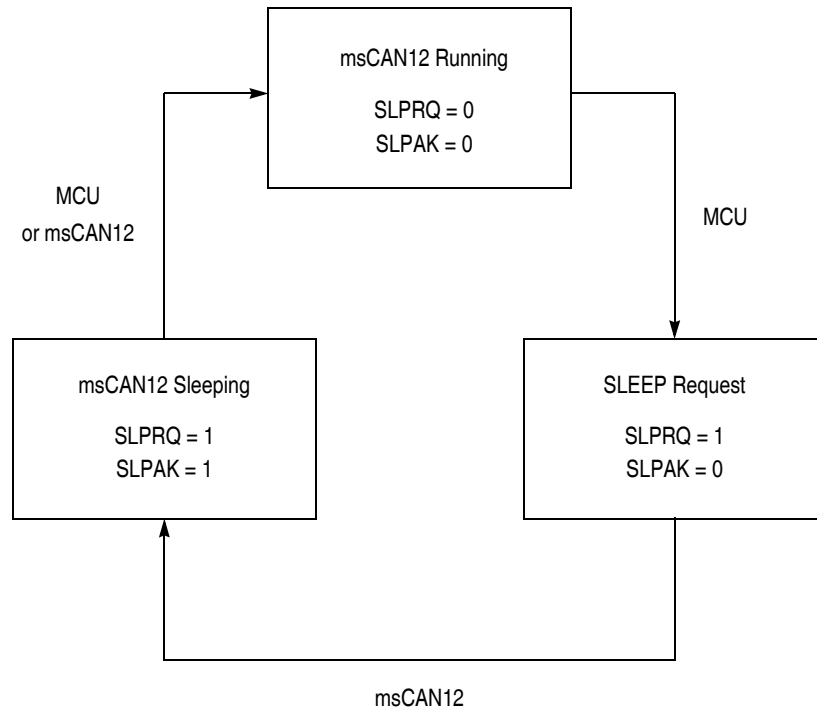 msCAN12 Running
SLPRQ = 0
SLPAK = 0
MCU
or msCAN12
MCU
msCAN12 Sleeping
SLPRQ = 1
SLPAK = 1
SLEEP Request
SLPRQ = 1
SLPAK = 0
msCAN12